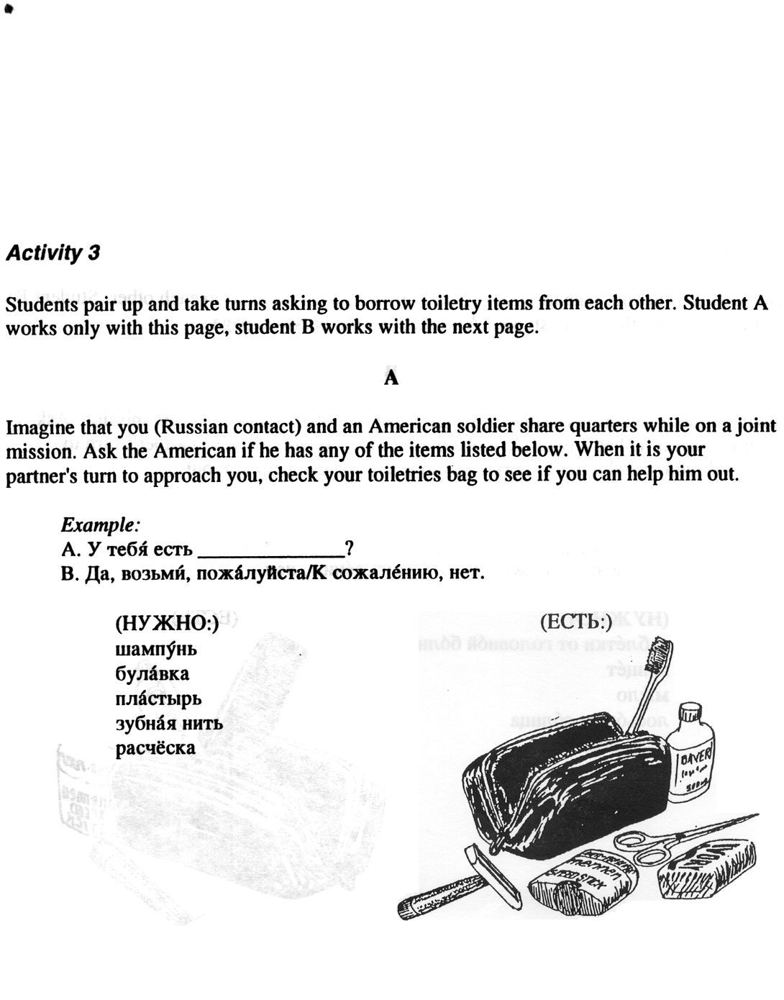 Activity 3
Students pair up and take turns asking to borrow toiletry items from each other. Student A
works only with this page, student B works with the next page.
A
Imagine that you (Russian contact) and an American soldier share quarters while on a joint
mission. Ask the American if he has any of the items listed below. When it is your
partner's turn to approach you, check your toiletries bag to see if you can help him out.
Example:
А. У тебя́ есть ______________?
В. Да, возьми́, пожа́луйста/К сожале́нию, нет.
(НУЖНО:)
шампу́нь
була́вка
пла́стырь
зубна́я нить
расчёска
(ЕСТЬ:)
BAYER
mennen
SPEED STICK